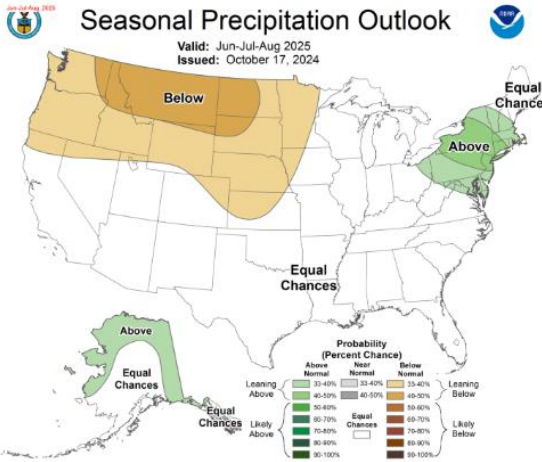 Jun-Jul-Aug 2025
Seasonal Precipitation Outlook
NOAA
Valid: Jun-Jul-Aug 2025
Issued: October 17, 2024
Below
Equal
Chances
Above
Equal
Chances
Above
Equal
Chances
Equal
Chances
Probability
(Percent Chance)
Above
Normal
Near
Normal
Below
Normal
Leaning
Above
33-40%
33-40%
33-40%
Leaning
Below
40-50%
40-50%
40-50%
Likely
Above
50-60%
50-60%
Likely
Below
60-70%
60-70%
Equal
Chances
70-80%
70-80%
80-90%
80-90%
90-100%
90-100%